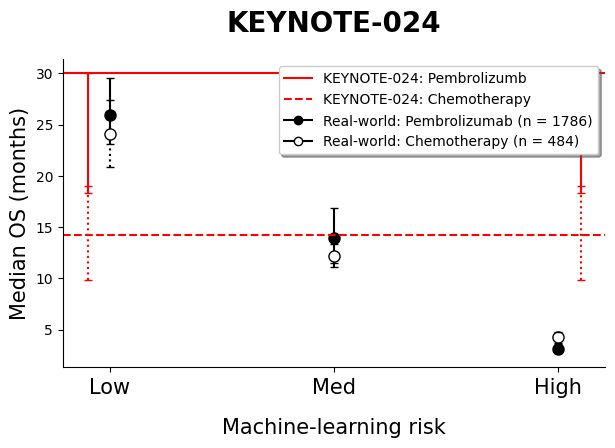 KEYNOTE-024
KEYNOTE-024: Pembrolizumb
KEYNOTE-024: Chemotherapy
Real-world: Pembrolizumab (n = 1786)
Real-world: Chemotherapy (n = 484)
Median OS (months)
30
25
20
15
10
5
Low Med High
Machine-learning risk